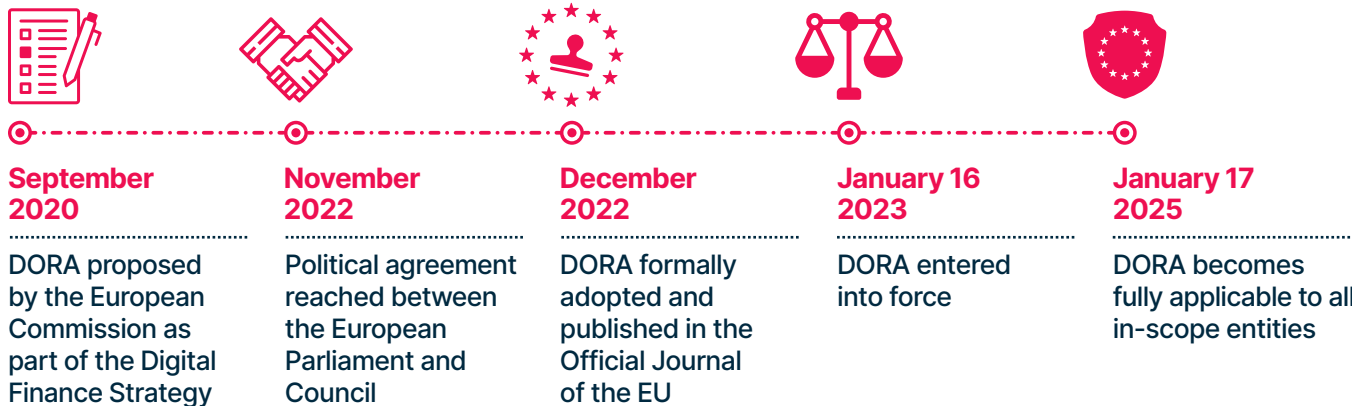 September
2020
DORA proposed
by the European
Commission as
part of the Digital
Finance Strategy
November
2022
Political agreement
reached between
the European
Parliament and
Council
December
2022
DORA formally
adopted and
published in the
Official Journal
of the EU
January 16
2023
DORA entered
into force
January 17
2025
DORA becomes
fully applicable to all
in-scope entities